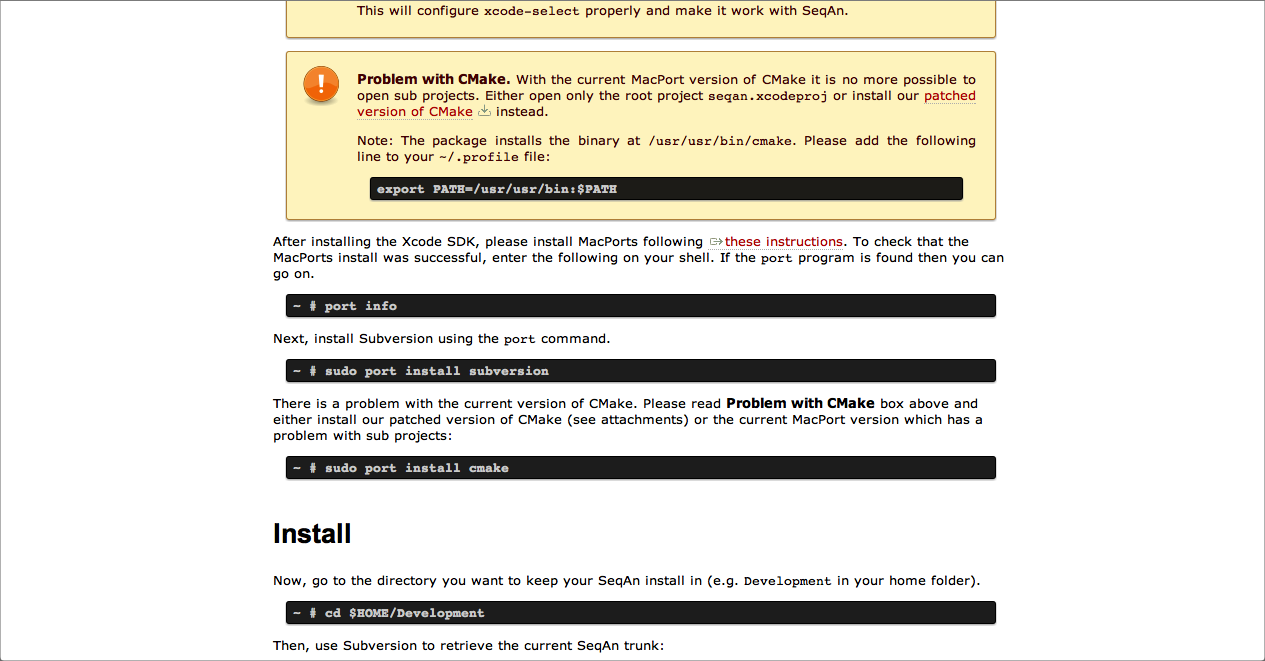 This will configure xcode-select properly and make it work with SeqAn.
!
Problem with CMake. With the current MacPort version of CMake it is no more possible to
open sub projects. Either open only the root project seqan.xcodeproj or install our patched
version of CMake instead.
Note: The package installs the binary at /usr/usr/bin/cmake. Please add the following
line to your ~/.profile file:
export PATH=/usr/usr/bin:$PATH
After installing the Xcode SDK, please install MacPorts following these instructions. To check that the
MacPorts install was successful, enter the following on your shell. If the port program is found then you can
go on.
~ # port info
Next, install Subversion using the port command.
~ # sudo port install subversion
There is a problem with the current version of CMake. Please read Problem with CMake box above and
either install our patched version of CMake (see attachments) or the current MacPort version which has a
problem with sub projects:
~ # sudo port install cmake
Install
Now, go to the directory you want to keep your SeqAn install in (e.g. Development in your home folder).
~ # cd $HOME/Development
Then, use Subversion to retrieve the current SeqAn trunk: